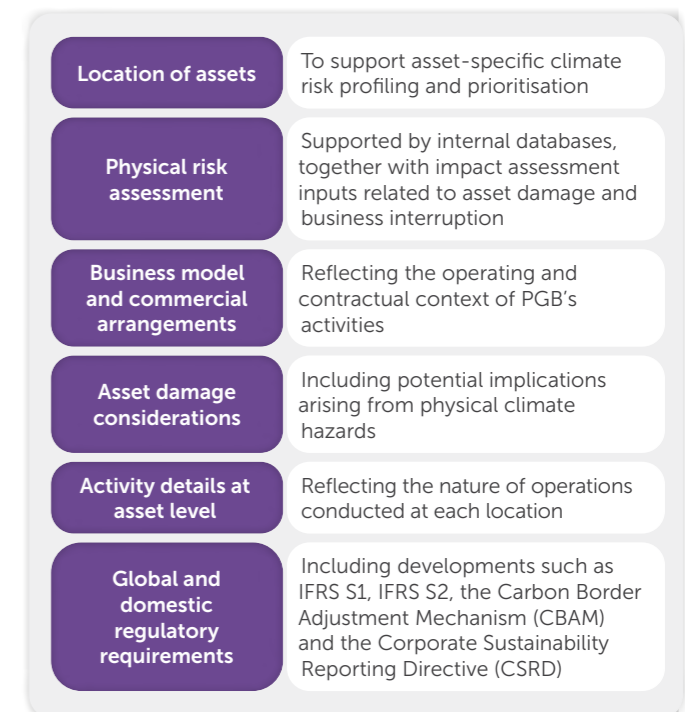 Location of assets
To support asset-specific climate
risk profiling and prioritisation
Physical risk
assessment
Supported by internal databases,
together with impact assessment
inputs related to asset damage and
business interruption
Business model
and commercial
arrangements
Reflecting the operating and
contractual context of PGB’s
activities
Asset damage
considerations
Including potential implications
arising from physical climate
hazards
Activity details at
asset level
Reflecting the nature of operations
conducted at each location
Global and
domestic
regulatory
requirements
Including developments such as
IFRS S1, IFRS S2, the Carbon Border
Adjustment Mechanism (CBAM)
and the Corporate Sustainability
Reporting Directive (CSRD)